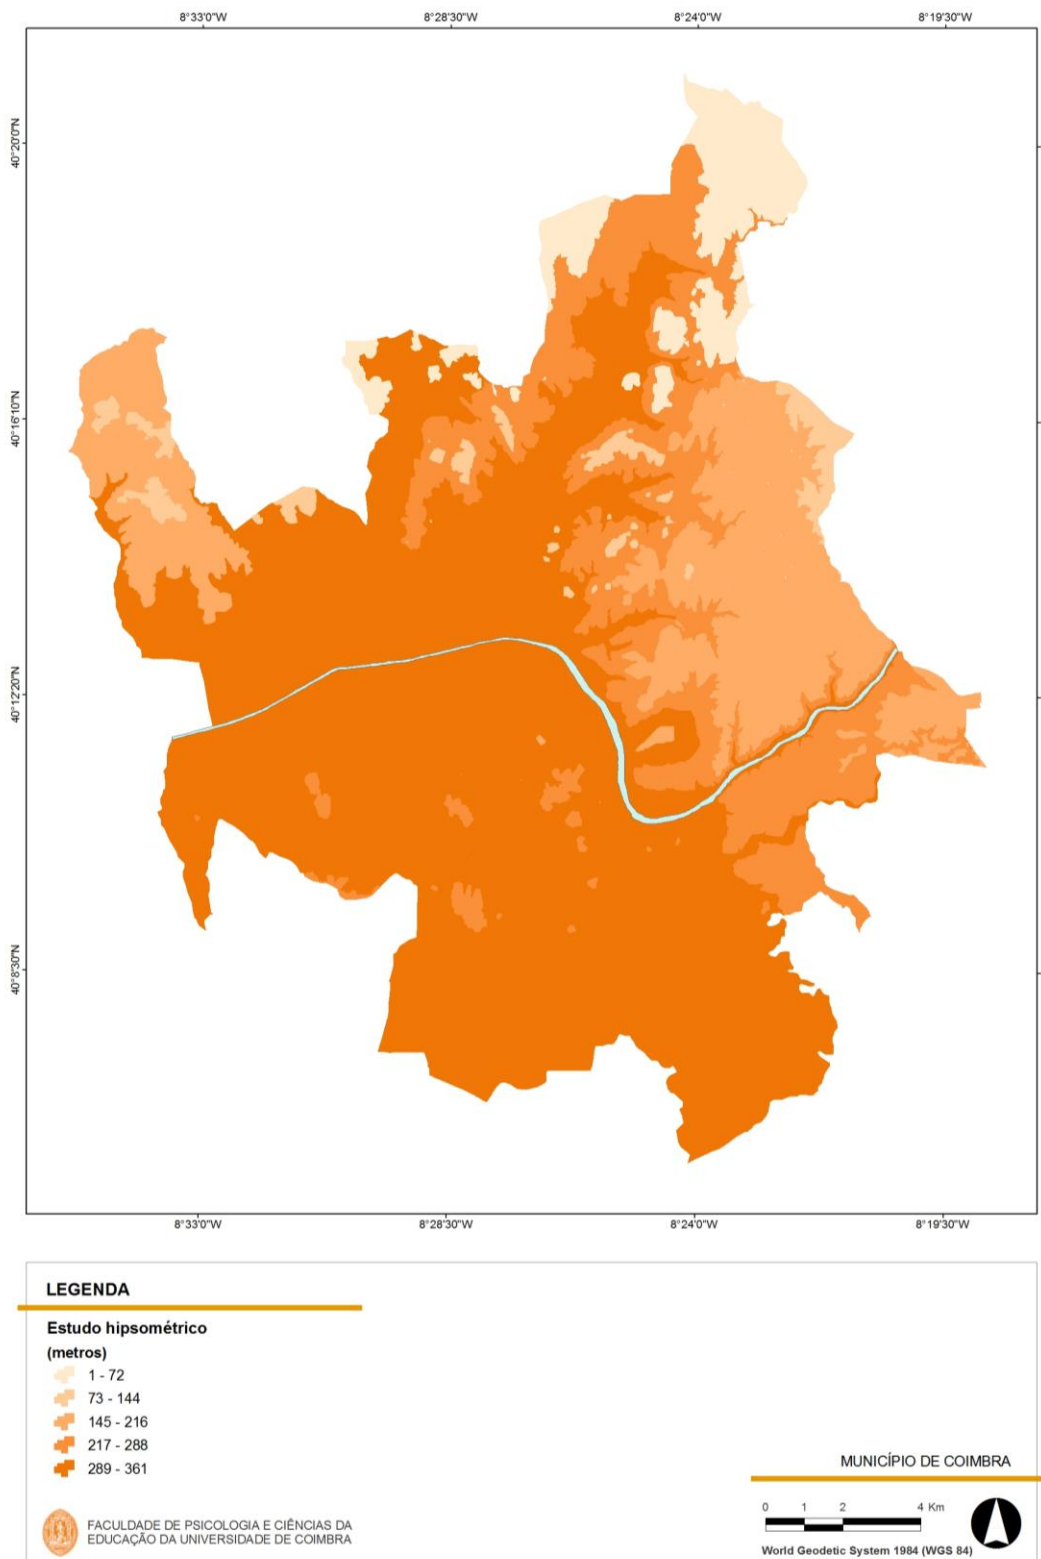 8°33'0"W 8°28'30"W 8°24'0"W 8°19'30"W
40°20'0"N
40°16'10"N
40°12'20"N
40°8'30"N
8°33'0"W 8°28'30"W 8°24'0"W 8°19'30"W
LEGENDA
Estudo hipsométrico
(metros)
1 - 72
73 - 144
145 - 216
217 - 288
289 - 361
FACULDADE DE PSICOLOGIA E CIÊNCIAS DA
EDUCAÇÃO DA UNIVERSIDADE DE COIMBRA
MUNICÍPIO DE COIMBRA
0 1 2 4 Km
World Geodetic System 1984 (WGS 84)